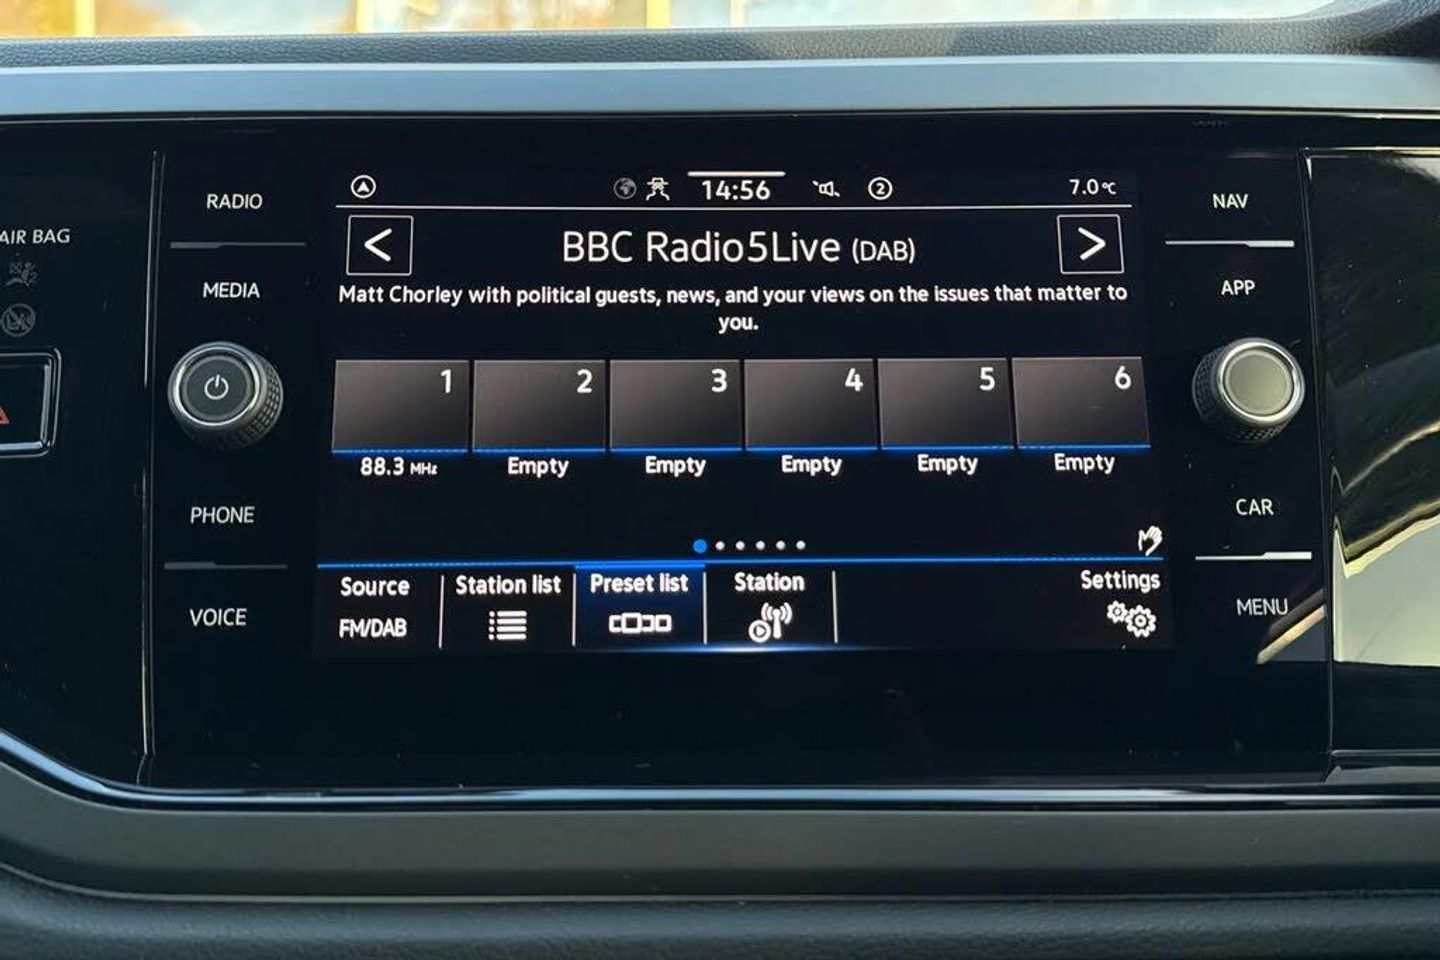 RADIO
MEDIA
PHONE
VOICE
AIR BAG
14:56
2
7.0°C
BBC Radio5Live (DAB)
Matt Chorley with political guests, news, and your views on the issues that matter to
you.
1 2 3 4 5 6
88.3 MHz Empty Empty Empty Empty Empty
Source Station list Preset list Station Settings
FM/DAB
NAV
APP
CAR
MENU